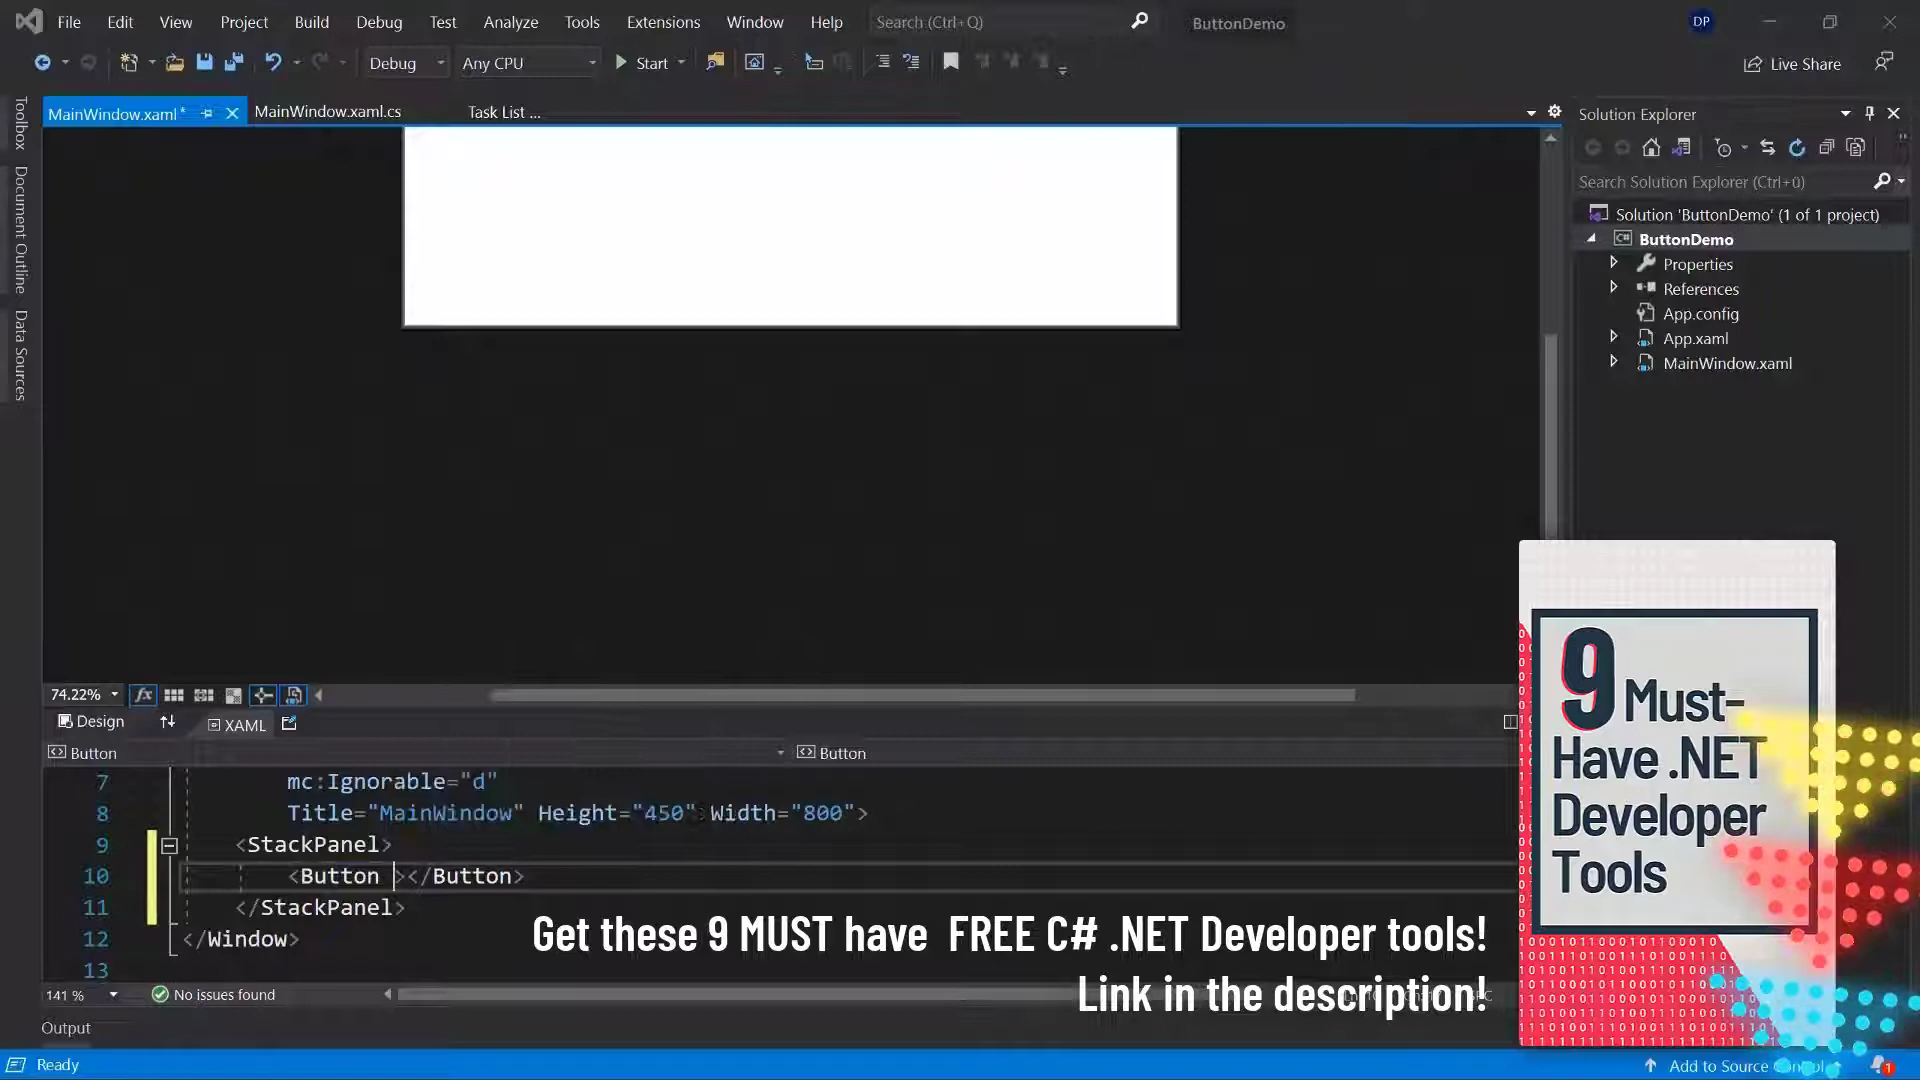 File Edit View Project Build Debug Test Analyze Tools Extensions Window Help Search (Ctrl+Q) ButtonDemo DP
Debug Any CPU Start Live Share
MainWindow.xaml* MainWindow.xaml.cs Task List ...
Toolbox
Document Outline
Data Sources
Solution Explorer
Search Solution Explorer (Ctrl+ü)
Solution 'ButtonDemo' (1 of 1 project)
C# ButtonDemo
Properties
References
App.config
App.xaml
MainWindow.xaml
74.22% fx
Design XAML
Button Button
7 mc:Ignorable="d"
8 Title="MainWindow" Height="450" Width="800">
9 <StackPanel>
10 <Button ></Button>
11 </StackPanel>
12 </Window>
13
141 % No issues found
Output
Ready
Get these 9 MUST have FREE C# .NET Developer tools!
Link in the description!
9 Must-
Have .NET
Developer
Tools
Add to Source
1